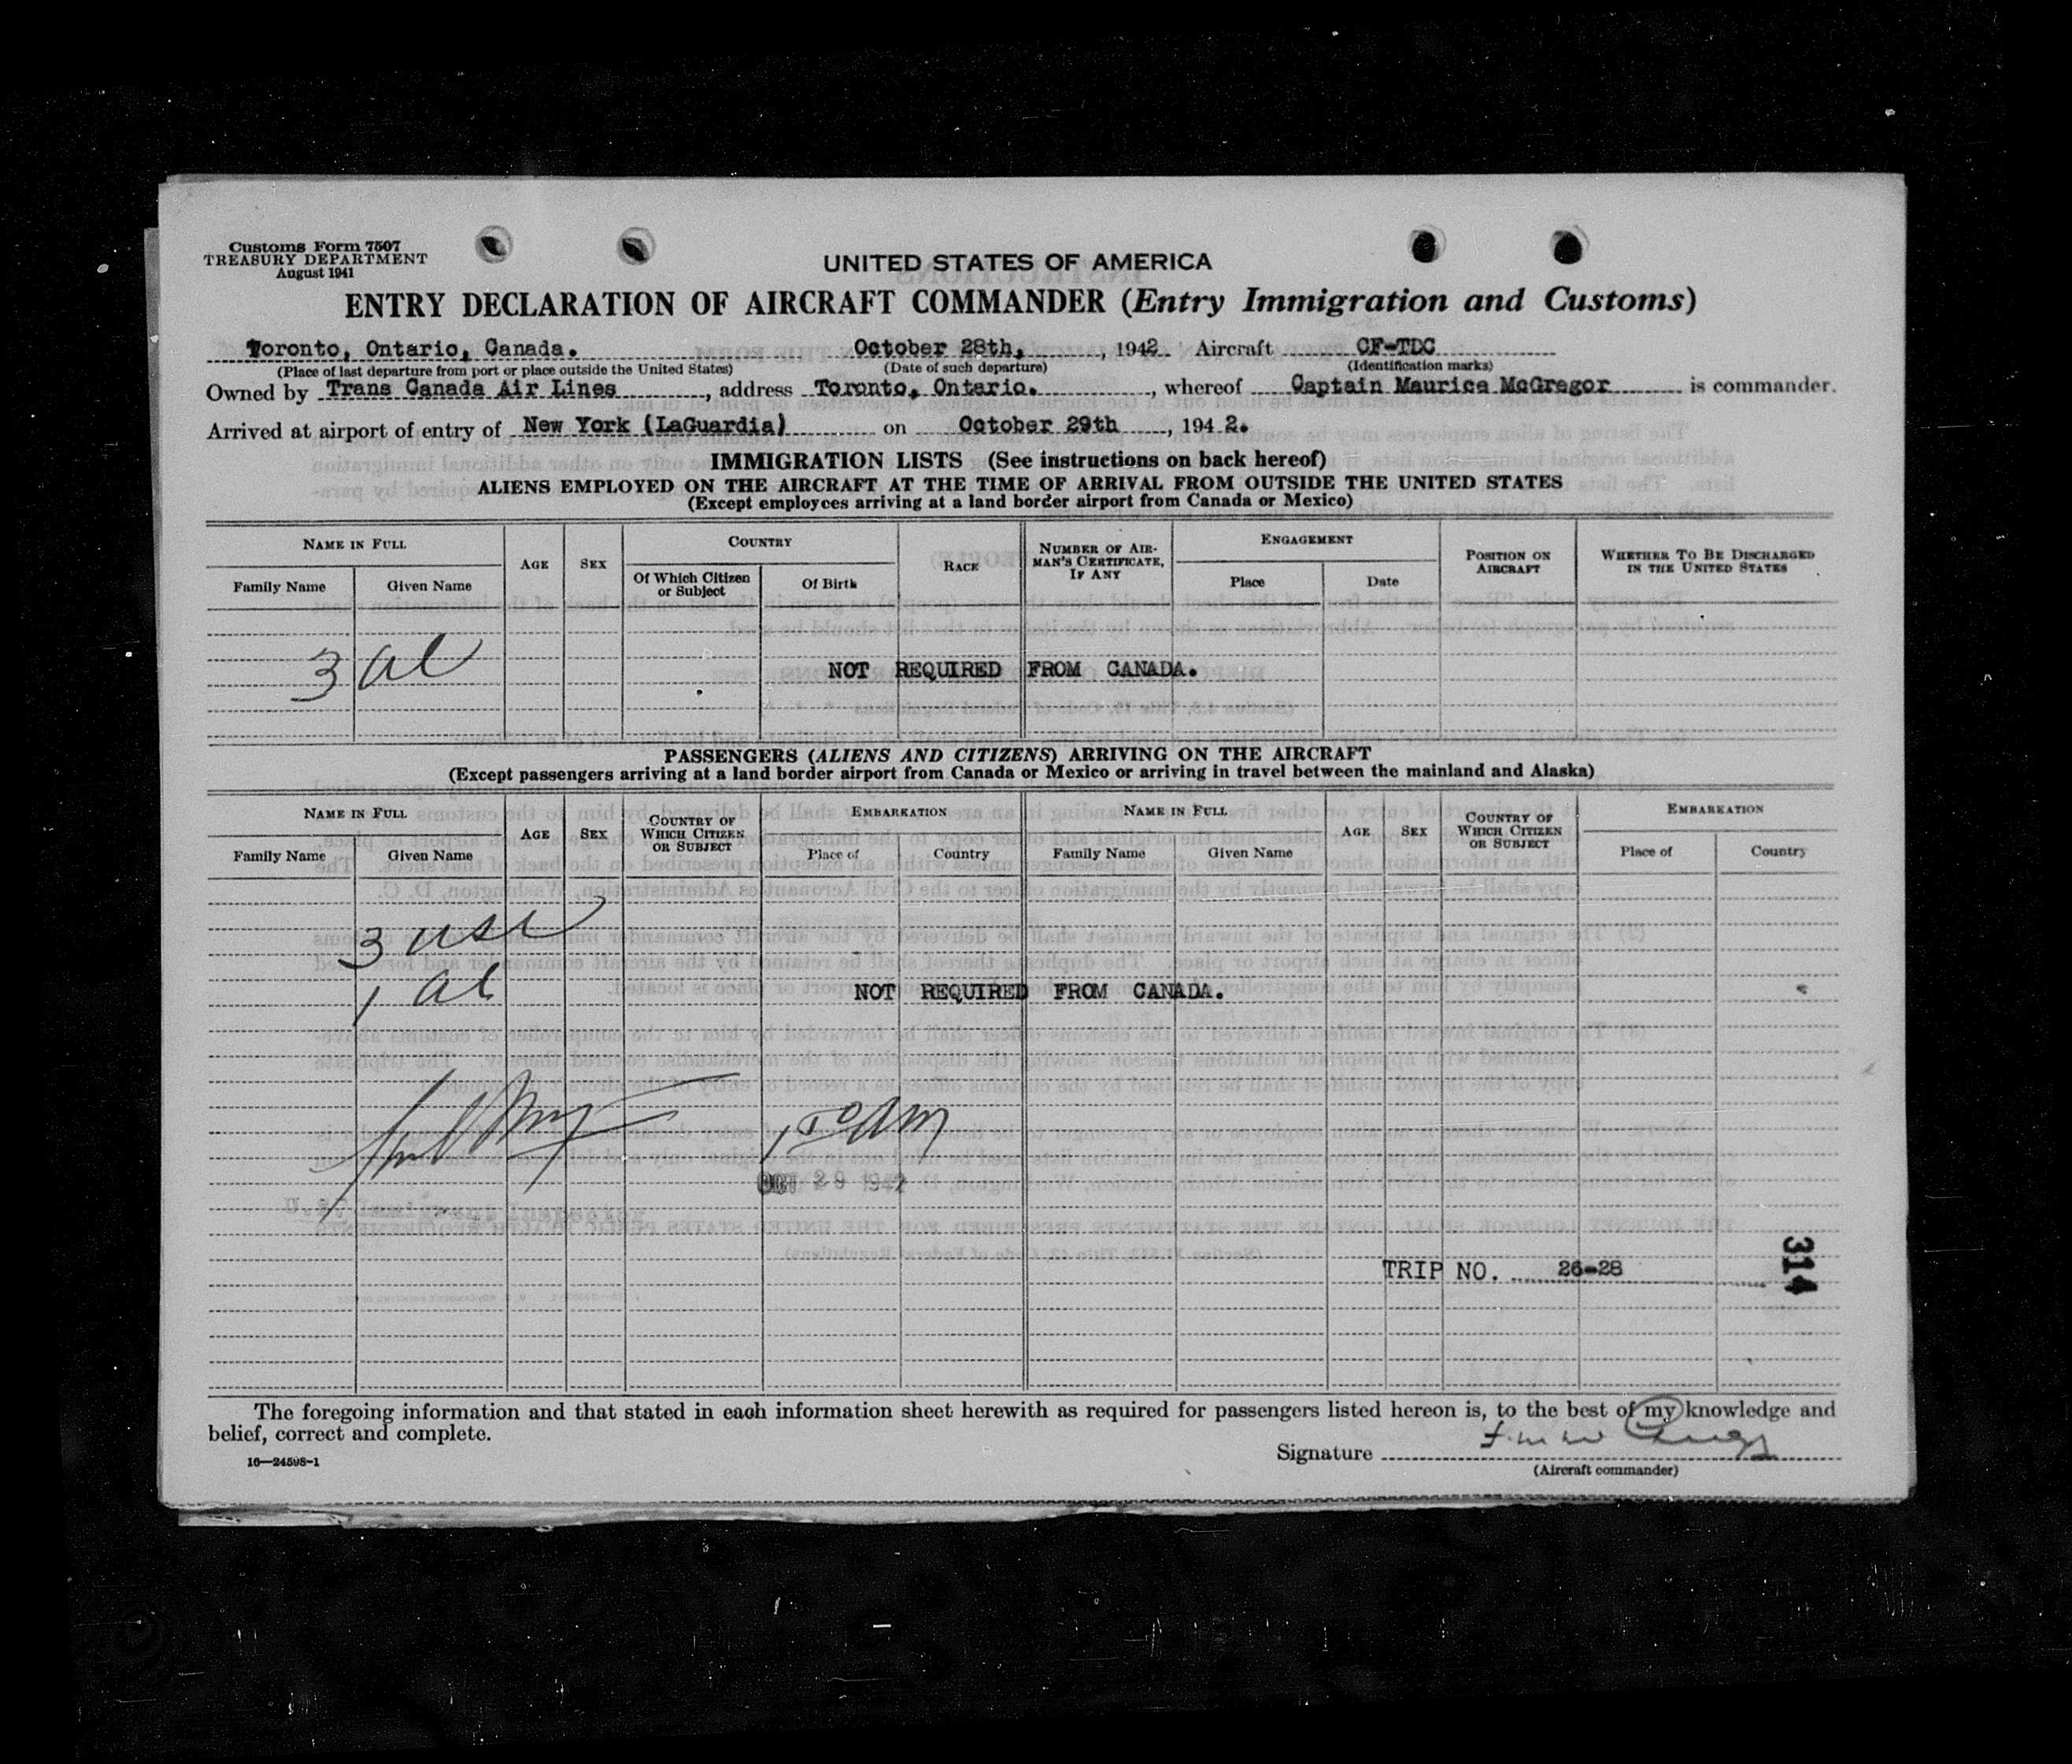 Customs Form 7507
TREASURY DEPARTMENT
August 1941
UNITED STATES OF AMERICA
ENTRY DECLARATION OF AIRCRAFT COMMANDER (Entry Immigration and Customs)
Toronto, Ontario, Canada. October 28th, , 1942 Aircraft CF-TDC
(Place of last departure from port or place outside the United States) (Date of such departure) (Identification marks)
Owned by Trans Canada Air Lines , address Toronto, Ontario. , whereof Captain Maurice McGregor is commander.
Arrived at airport of entry of New York (LaGuardia) on October 29th , 194 2.
IMMIGRATION LISTS (See instructions on back hereof)
ALIENS EMPLOYED ON THE AIRCRAFT AT THE TIME OF ARRIVAL FROM OUTSIDE THE UNITED STATES
(Except employees arriving at a land border airport from Canada or Mexico)
NAME IN FULL AGE SEX COUNTRY RACE NUMBER OF AIRMAN'S CERTIFICATE, IF ANY ENGAGEMENT POSITION ON AIRCRAFT WHETHER TO BE DISCHARGED IN THE UNITED STATES
Family Name Given Name Of Which Citizen or Subject Of Birth Place Date
3 al
NOT REQUIRED FROM CANADA.
PASSENGERS (ALIENS AND CITIZENS) ARRIVING ON THE AIRCRAFT
(Except passengers arriving at a land border airport from Canada or Mexico or arriving in travel between the mainland and Alaska)
NAME IN FULL AGE SEX COUNTRY OF WHICH CITIZEN OR SUBJECT EMBARKATION NAME IN FULL AGE SEX COUNTRY OF WHICH CITIZEN OR SUBJECT EMBARKATION
Family Name Given Name Place of Country Family Name Given Name Place of Country
3 usc
1 al
NOT REQUIRED FROM CANADA.
OCT 29 1942
TRIP NO. 26-28
314
The foregoing information and that stated in each information sheet herewith as required for passengers listed hereon is, to the best of my knowledge and
belief, correct and complete.
Signature
16—24598-1
(Aircraft commander)